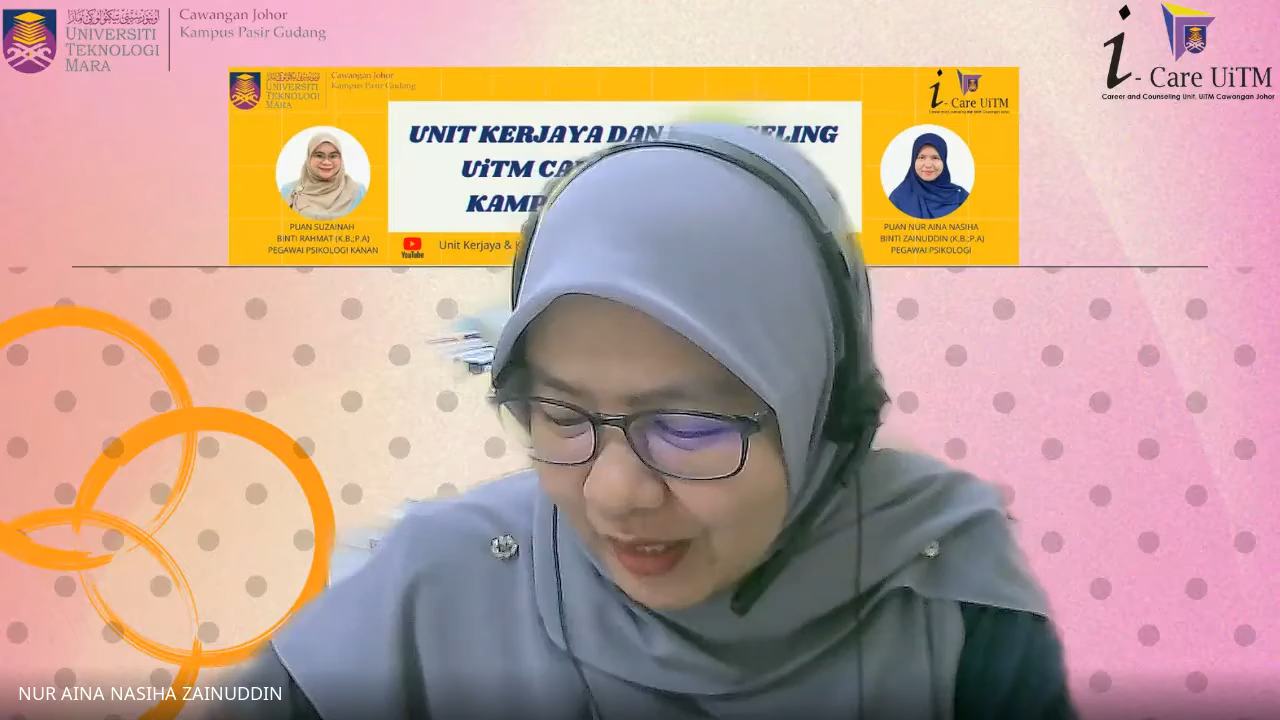 UNIVERSITI
TEKNOLOGI
MARA
Cawangan Johor
Kampus Pasir Gudang
i - Care UiTM
Career and Counseling Unit, UiTM Cawangan Johor
UNIVERSITI
TEKNOLOGI
MARA
Cawangan Johor
Kampus Pasir Gudang
i - Care UiTM
UNIT KERJAYA DAN
UiTM
PUAN SUZAINAH
BINTI RAHMAT (K.B.;P.A)
PEGAWAI PSIKOLOGI KANAN
YouTube
Unit Kerjaya &
PUAN NUR AINA NASIHA
BINTI ZAINUDDIN (K.B.;P.A)
PEGAWAI PSIKOLOGI
NUR AINA NASIHA ZAINUDDIN